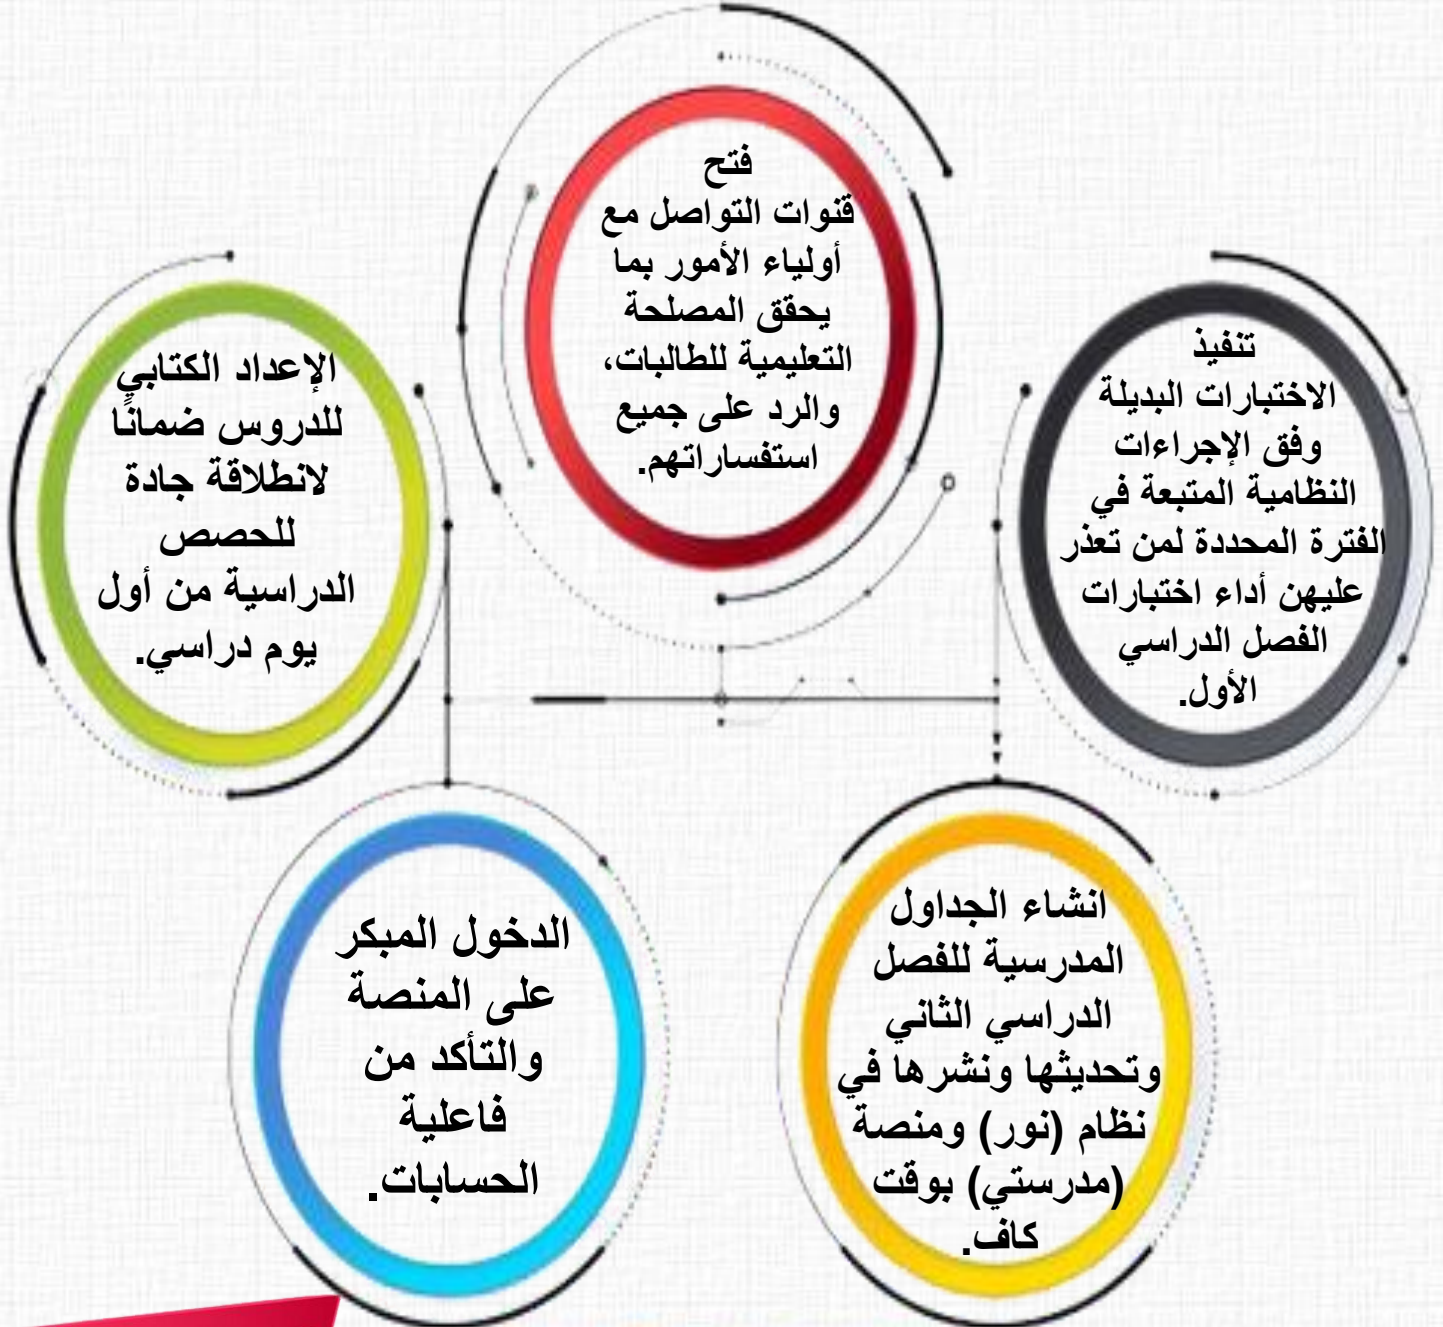 فتح
قنوات التواصل مع
أولياء الأمور بما
يحقق المصلحة
التعليمية للطالبات،
والرد على جميع
استفساراتهم.
تنفيذ
الاختبارات البديلة
وفق الإجراءات
النظامية المتبعة في
الفترة المحددة لمن تعذر
عليهن أداء اختبارات
الفصل الدراسي
الأول.
الإعداد الكتابي
للدروس ضمانًا
لانطلاقة جادة
للحصص
الدراسية من أول
يوم دراسي.
انشاء الجداول
المدرسية للفصل
الدراسي الثاني
وتحديثها ونشرها في
نظام (نور) ومنصة
(مدرستي) بوقت
كاف.
الدخول المبكر
على المنصة
والتأكد من
فاعلية
الحسابات.